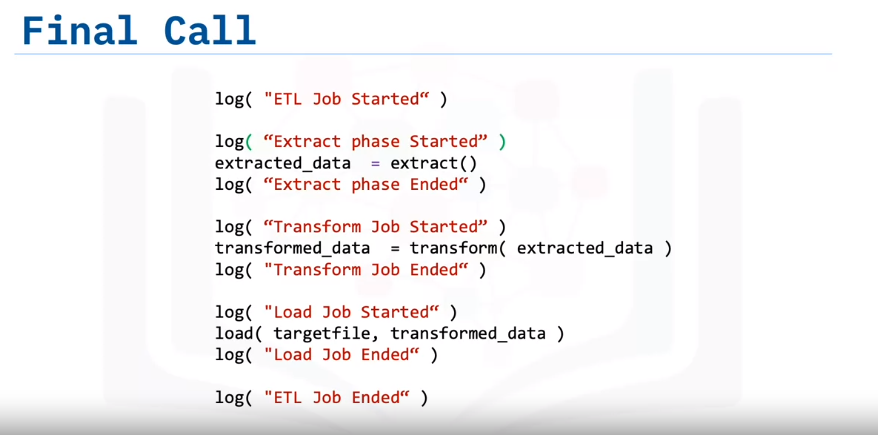 Final Call
log( "ETL Job Started“ )
log( “Extract phase Started” )
extracted_data  = extract()
log( “Extract phase Ended“ )
log( “Transform Job Started” )
transformed_data  = transform( extracted_data )
log( "Transform Job Ended“ )
log( "Load Job Started“ )
load( targetfile, transformed_data )
log( "Load Job Ended“ )
log( "ETL Job Ended“ )